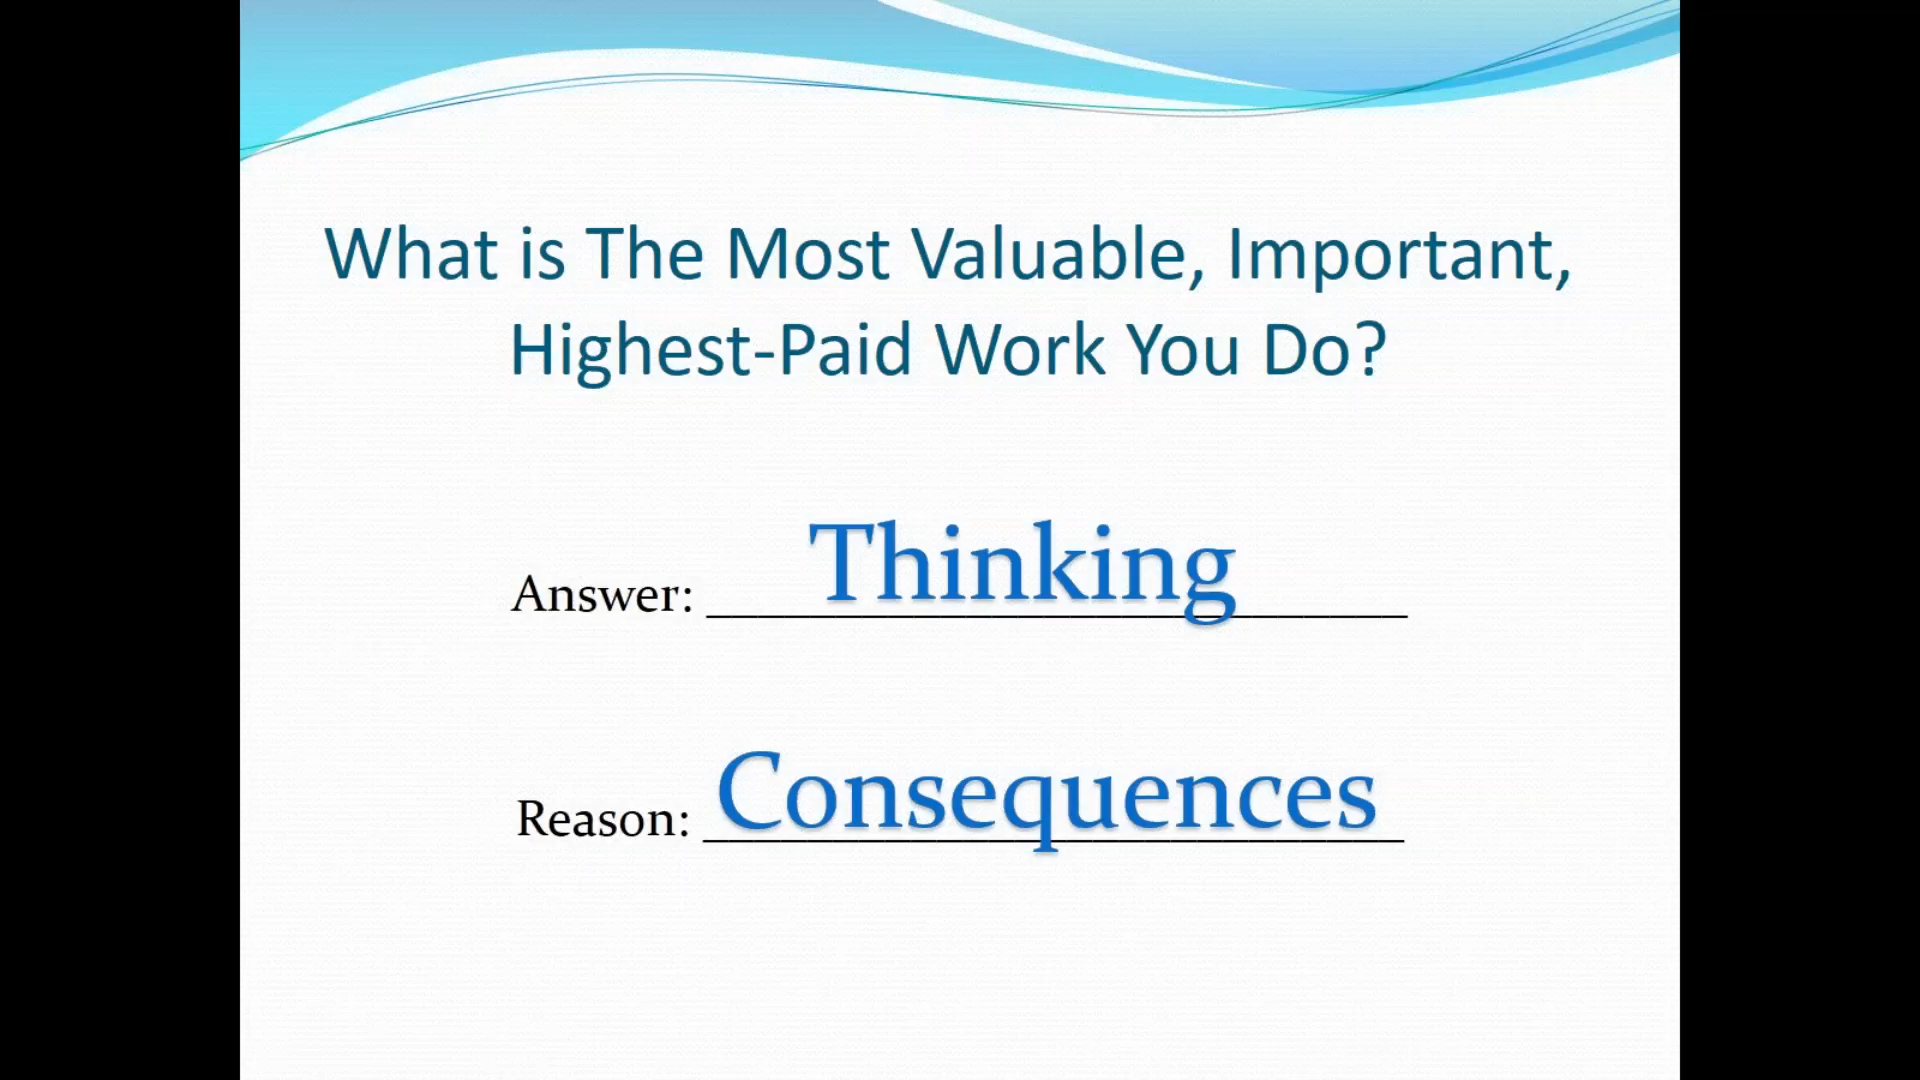 What is The Most Valuable, Important,
Highest-Paid Work You Do?
Answer: Thinking
Reason: Consequences